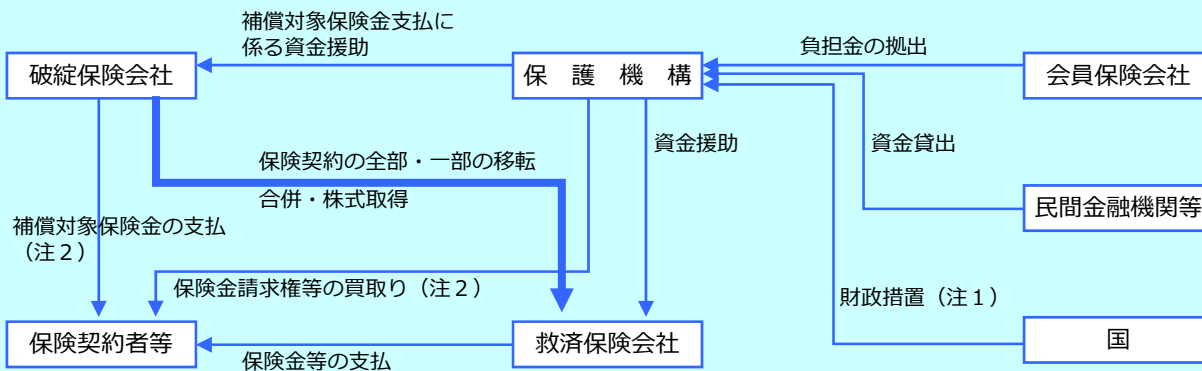 補償対象保険金支払に
係る資金援助
負担金の拠出
破綻保険会社
保　護　機　構
会員保険会社
資金援助
資金貸出
保険契約の全部・一部の移転
合併・株式取得
民間金融機関等
補償対象保険金の支払
（注２）
保険金請求権等の買取り（注２）
財政措置（注１）
保険契約者等
救済保険会社
国
保険金等の支払